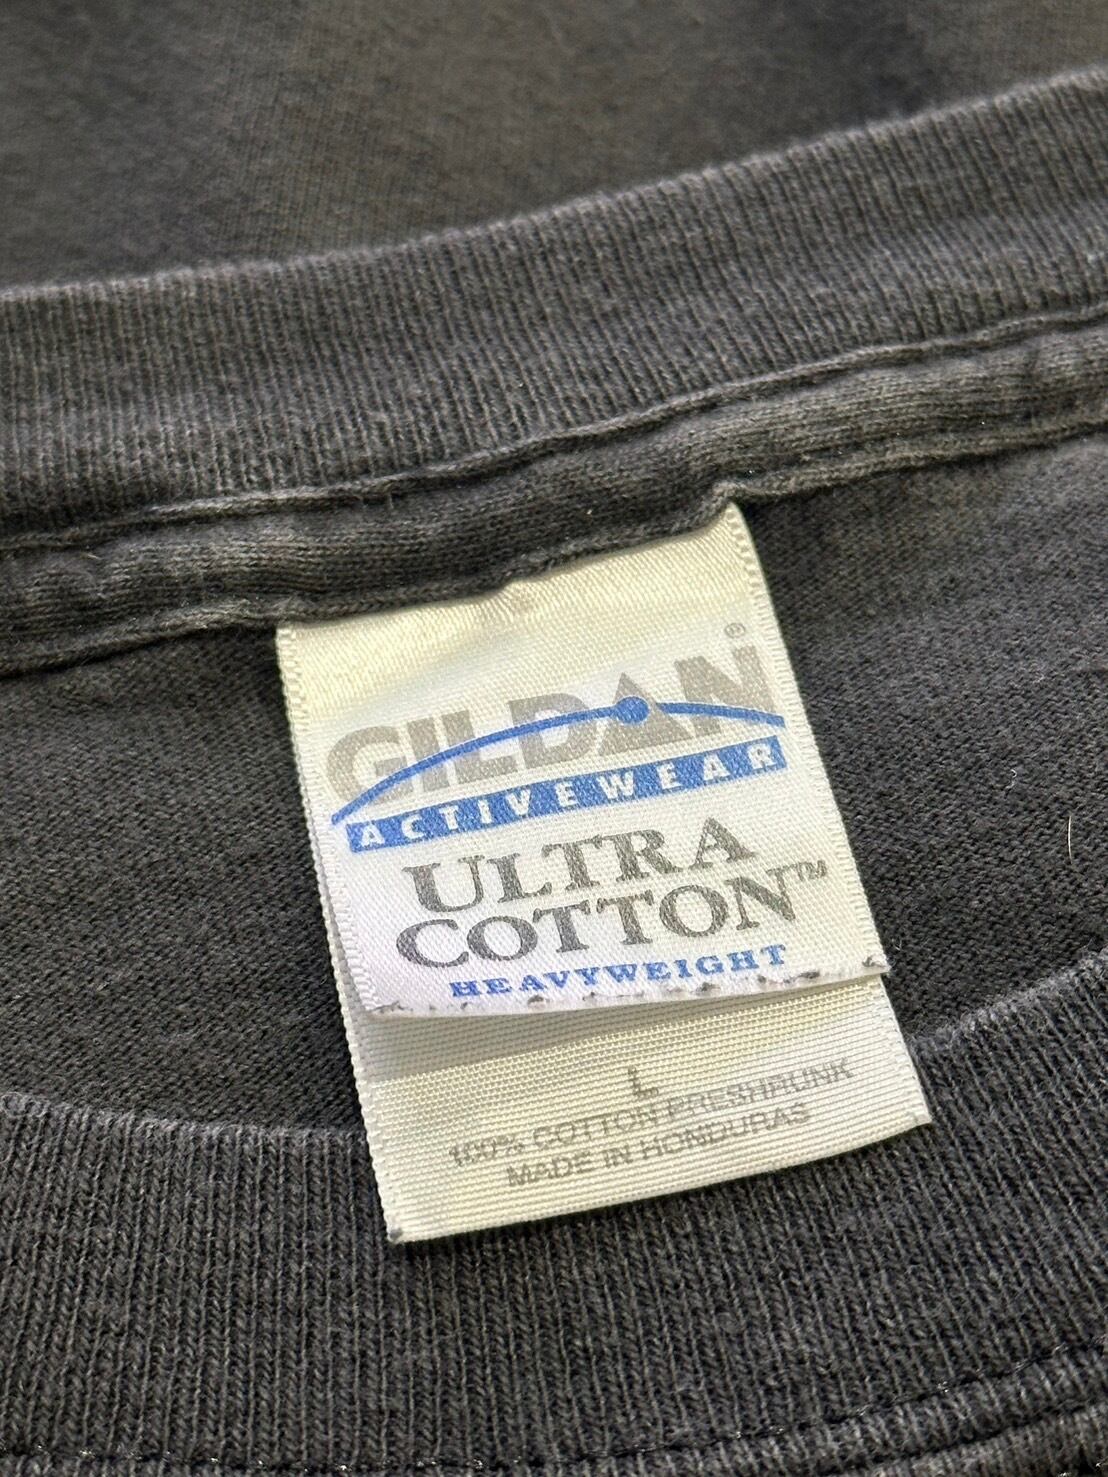 GILDAN®
ACTIVEWEAR
ULTRA
COTTON™
HEAVYWEIGHT
L
100% COTTON PRESHRUNK
MADE IN HONDURAS